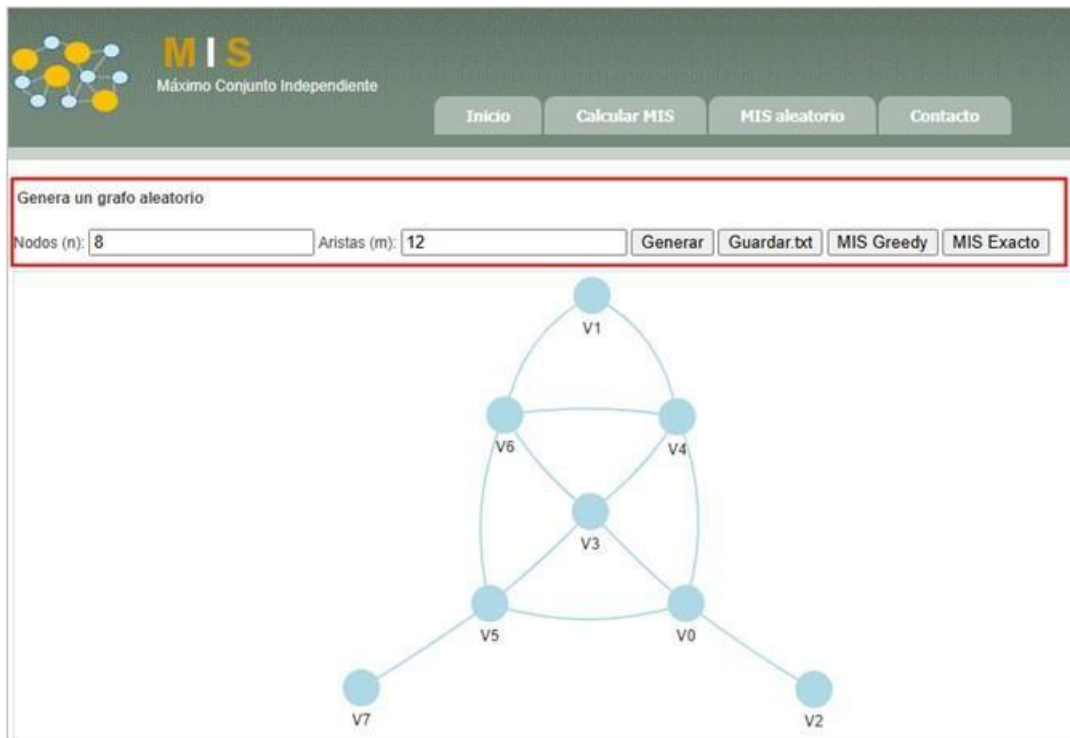 MIS
Máximo Conjunto Independiente
Inicio Calcular MIS MIS aleatorio Contacto
Genera un grafo aleatorio
Nodos (n): 8 Aristas (m): 12 Generar Guardar.txt MIS Greedy MIS Exacto
V1
V6 V4
V3
V5 V0
V7 V2